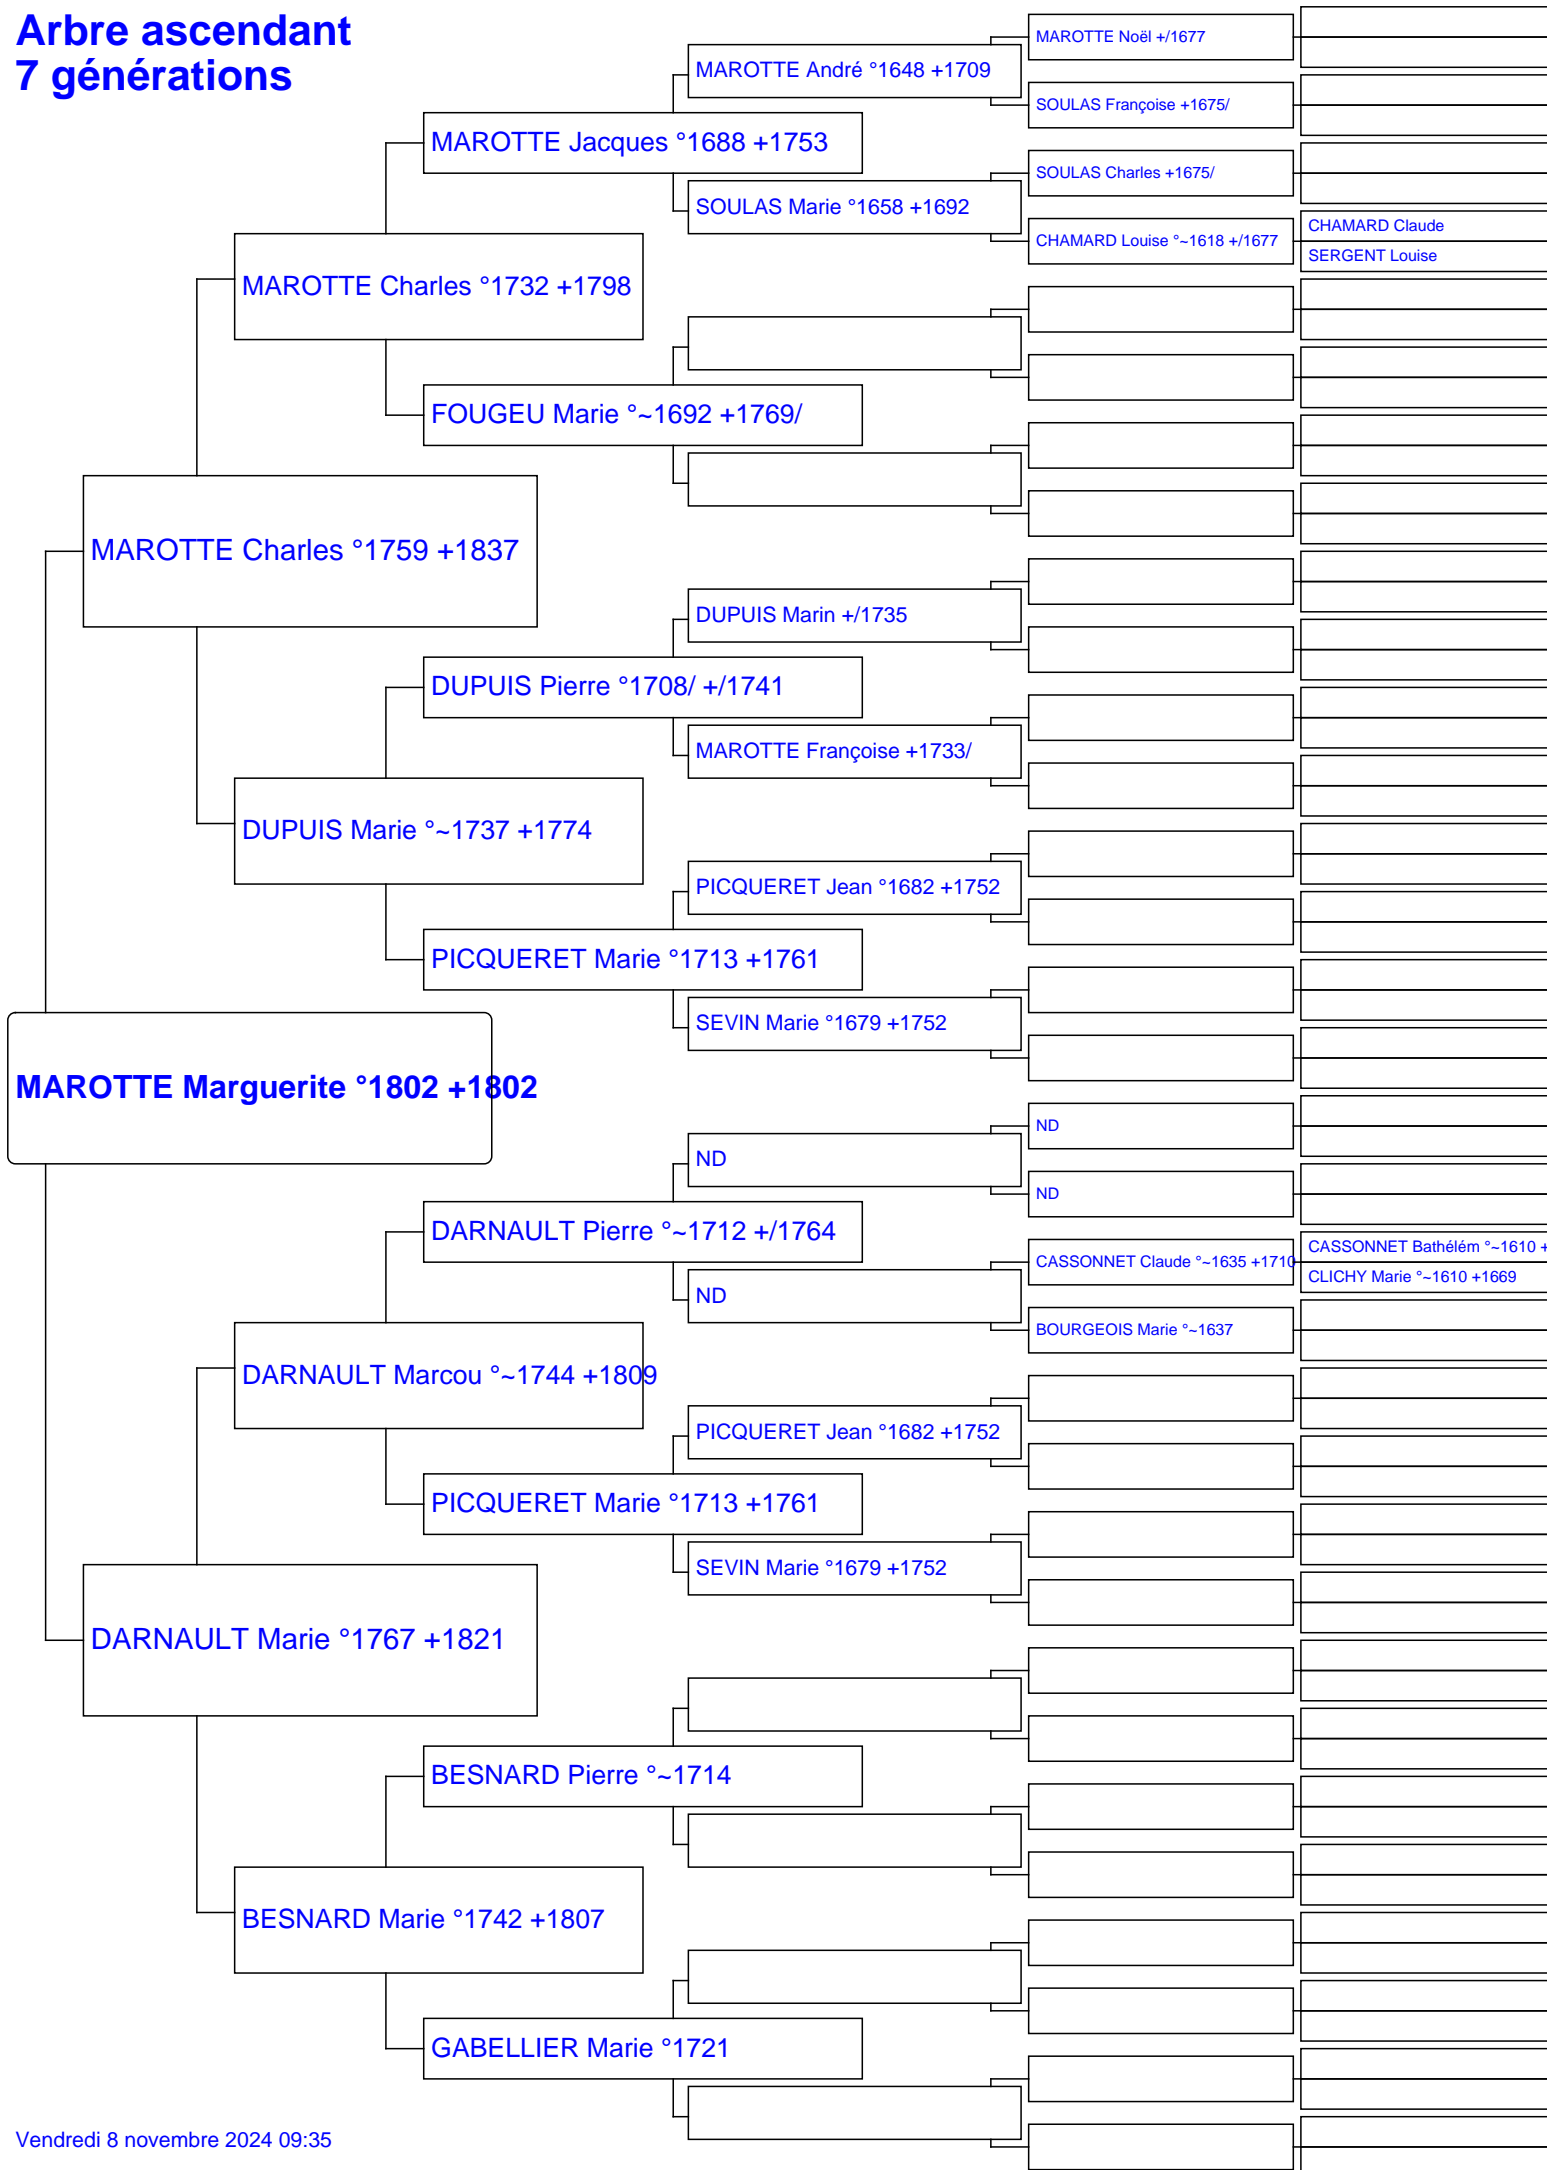 Arbre ascendant
7 générations
MAROTTE Noël +/1677
MAROTTE André °1648 +1709
SOULAS Françoise +1675/
MAROTTE Jacques °1688 +1753
SOULAS Charles +1675/
SOULAS Marie °1658 +1692
CHAMARD Claude
CHAMARD Louise °~1618 +/1677
SERGENT Louise
MAROTTE Charles °1732 +1798
FOUGEU Marie °~1692 +1769/
MAROTTE Charles °1759 +1837
DUPUIS Marin +/1735
DUPUIS Pierre °1708/ +/1741
MAROTTE Françoise +1733/
DUPUIS Marie °~1737 +1774
PICQUERET Jean °1682 +1752
PICQUERET Marie °1713 +1761
SEVIN Marie °1679 +1752
MAROTTE Marguerite °1802 +1802
ND
ND
ND
DARNAULT Pierre °~1712 +/1764
CASSONNET Bathélém °~1610 +
CASSONNET Claude °~1635 +1710
CLICHY Marie °~1610 +1669
ND
BOURGEOIS Marie °~1637
DARNAULT Marcou °~1744 +1809
PICQUERET Jean °1682 +1752
PICQUERET Marie °1713 +1761
SEVIN Marie °1679 +1752
DARNAULT Marie °1767 +1821
BESNARD Pierre °~1714
BESNARD Marie °1742 +1807
GABELLIER Marie °1721
Vendredi 8 novembre 2024 09:35